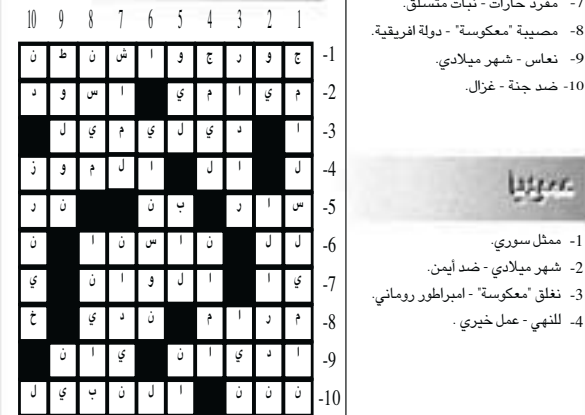 7- مفرد حارات - نبات متسلق.
8- مصيبة "معكوسة" - دولة افريقية.
9- نعاس - شهر ميلادي.
10- ضد جنة - غزال.
عموديا
1- ممثل سوري.
2- شهر ميلادي - ضد أيمن.
3- نغلق "معكوسة" - امبراطور روماني.
4- للنهي - عمل خيري .
1 2 3 4 5 6 7 8 9 10
1- ج و ر ج و ا ش ن ط ن
2- م ي ا م ي ا س و د
3- ا د ي ل ي م ي ل
4- ل ا ل ا ل م و ز
5- س ا ر ب ن ن ر
6- ل ل ن ا س ن ا ن
7- ي ا ا ل و ا ن ي
8- م ر ا م ن د ي خ
9- ا د ي ا ن ي ا ن
10- ن ن ن ا ل ن ب ي ل